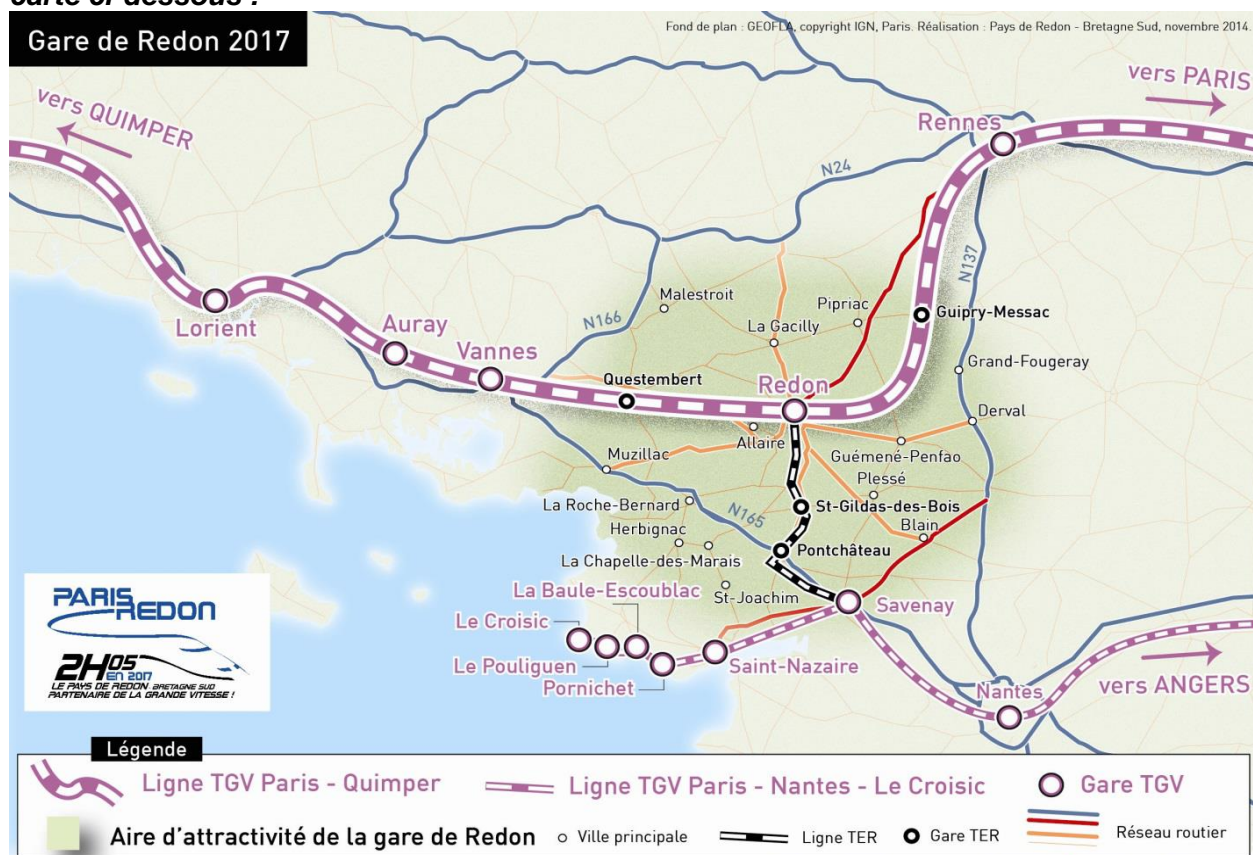 carte ci-dessous :
Gare de Redon 2017
Fond de plan : GEOFLA, copyright IGN, Paris. Réalisation : Pays de Redon - Bretagne Sud, novembre 2014.
vers QUIMPER
vers PARIS
Rennes
N24
N137
Lorient
Auray
Vannes
N166
Malestroit
Pipriac
La Gacilly
Guipry-Messac
Questembert
Redon
Grand-Fougeray
Derval
Allaire
Muzillac
Guémené-Penfao
Plessé
La Roche-Bernard
N165
St-Gildas-des-Bois
Herbignac
Blain
La Chapelle-des-Marais
Pontchâteau
La Baule-Escoublac
St-Joachim
Savenay
Le Croisic
Le Pouliguen
Saint-Nazaire
Pornichet
Nantes
vers ANGERS
PARIS
REDON
2H05
EN 2017
LE PAYS DE REDON BRETAGNE SUD
PARTENAIRE DE LA GRANDE VITESSE !
Légende
Ligne TGV Paris - Quimper
Ligne TGV Paris - Nantes - Le Croisic
Gare TGV
Aire d'attractivité de la gare de Redon
Ville principale
Ligne TER
Gare TER
Réseau routier